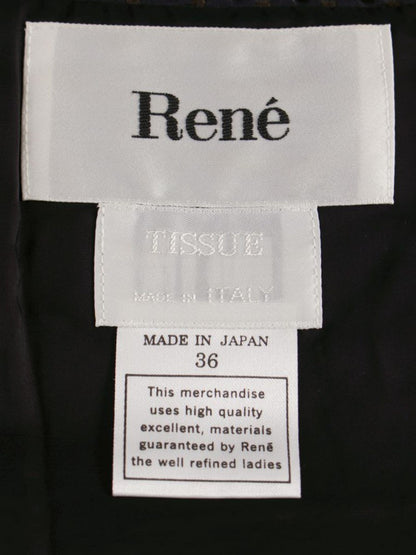 René
TISSUE
MADE IN ITALY
MADE IN JAPAN
36
This merchandise
uses high quality
excellent, materials
guaranteed by René
the well refined ladies